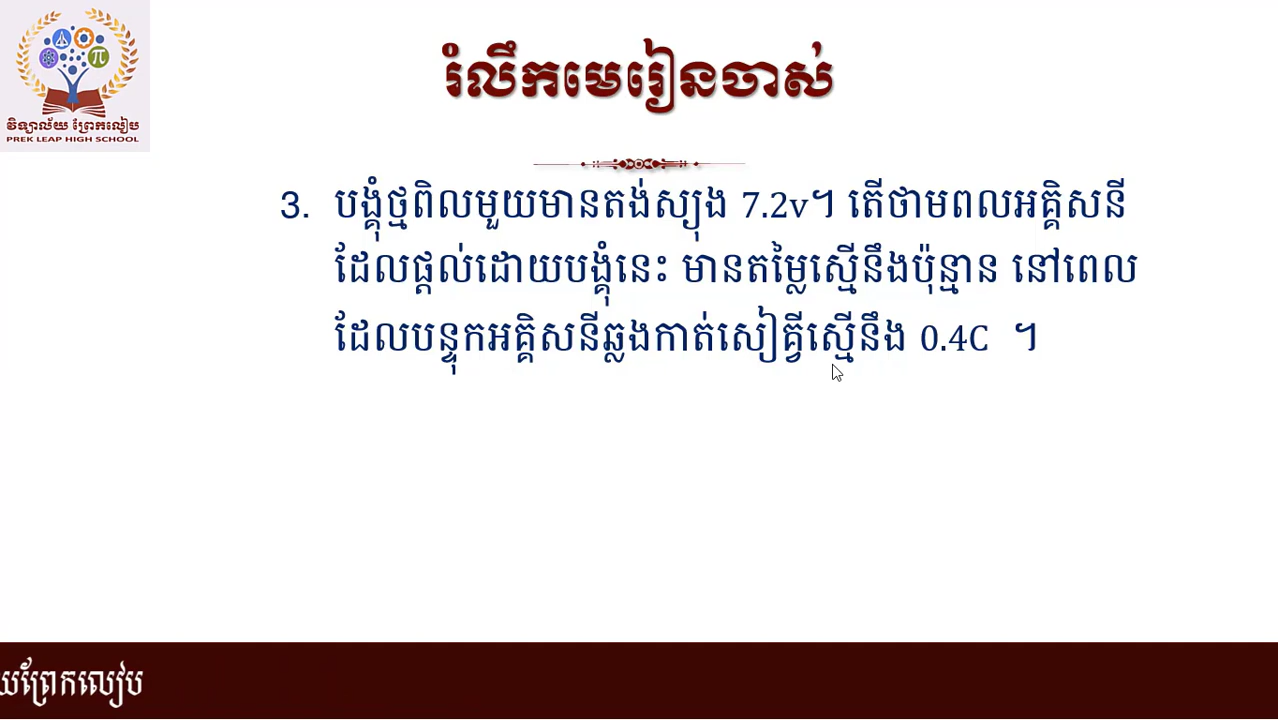 វិទ្យាល័យ ព្រែកលៀប
PREK LEAP HIGH SCHOOL
រំលឹកមេរៀនចាស់
3. បង្គុំថ្មពិលមួយមានតង់ស្យុង 7.2v។ តើថាមពលអគ្គិសនី
ដែលផ្តល់ដោយបង្គុំនេះ មានតម្លៃស្មើនឹងប៉ុន្មាន នៅពេល
ដែលបន្ទុកអគ្គិសនីឆ្លងកាត់សៀគ្វីស្មើនឹង 0.4C ។
យព្រែកលៀប